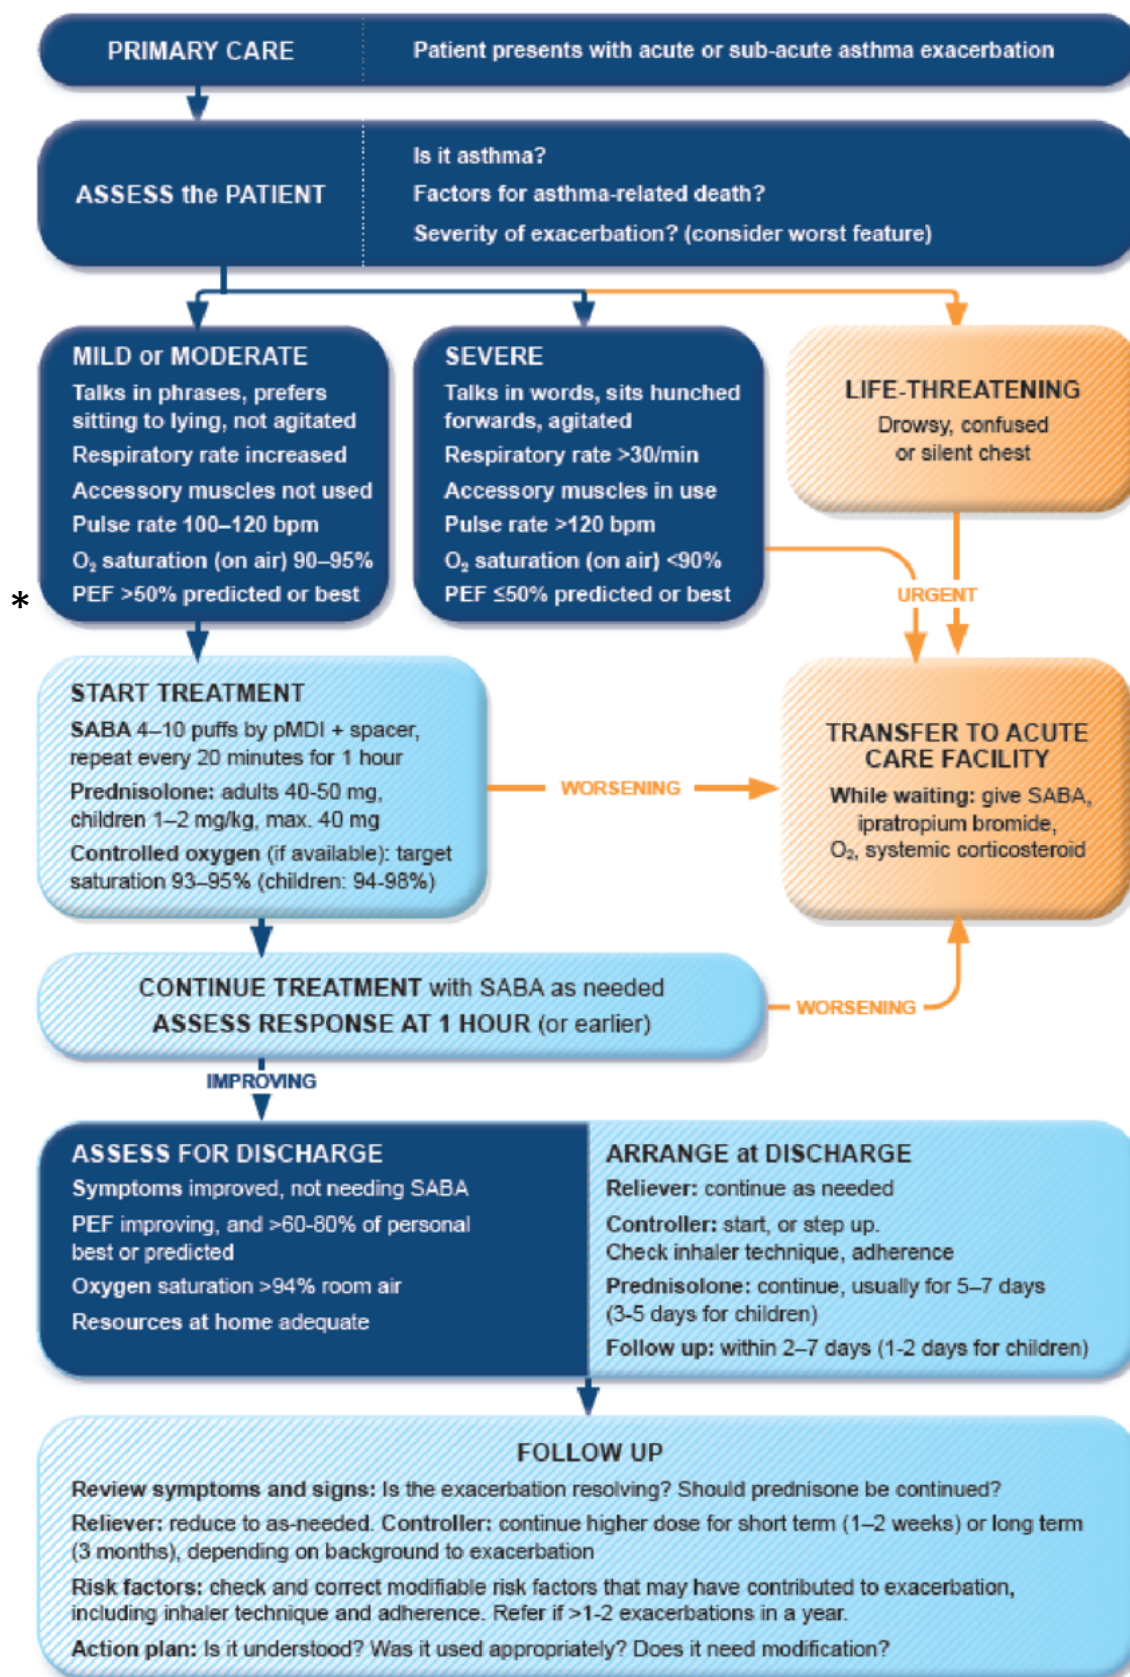 PRIMARY CARE
Patient presents with acute or sub-acute asthma exacerbation
ASSESS the PATIENT
Is it asthma?
Factors for asthma-related death?
Severity of exacerbation? (consider worst feature)
MILD or MODERATE
Talks in phrases, prefers
sitting to lying, not agitated
Respiratory rate increased
Accessory muscles not used
Pulse rate 100–120 bpm
O₂ saturation (on air) 90–95%
* PEF >50% predicted or best
SEVERE
Talks in words, sits hunched
forwards, agitated
Respiratory rate >30/min
Accessory muscles in use
Pulse rate >120 bpm
O₂ saturation (on air) <90%
PEF ≤50% predicted or best
LIFE-THREATENING
Drowsy, confused
or silent chest
URGENT
START TREATMENT
SABA 4–10 puffs by pMDI + spacer,
repeat every 20 minutes for 1 hour
Prednisolone: adults 40-50 mg,
children 1–2 mg/kg, max. 40 mg
Controlled oxygen (if available): target
saturation 93–95% (children: 94-98%)
WORSENING
TRANSFER TO ACUTE
CARE FACILITY
While waiting: give SABA,
ipratropium bromide,
O₂, systemic corticosteroid
CONTINUE TREATMENT with SABA as needed
ASSESS RESPONSE AT 1 HOUR (or earlier)
WORSENING
IMPROVING
ASSESS FOR DISCHARGE
Symptoms improved, not needing SABA
PEF improving, and >60-80% of personal
best or predicted
Oxygen saturation >94% room air
Resources at home adequate
ARRANGE at DISCHARGE
Reliever: continue as needed
Controller: start, or step up.
Check inhaler technique, adherence
Prednisolone: continue, usually for 5–7 days
(3-5 days for children)
Follow up: within 2–7 days (1-2 days for children)
FOLLOW UP
Review symptoms and signs: Is the exacerbation resolving? Should prednisone be continued?
Reliever: reduce to as-needed. Controller: continue higher dose for short term (1–2 weeks) or long term
(3 months), depending on background to exacerbation
Risk factors: check and correct modifiable risk factors that may have contributed to exacerbation,
including inhaler technique and adherence. Refer if >1-2 exacerbations in a year.
Action plan: Is it understood? Was it used appropriately? Does it need modification?